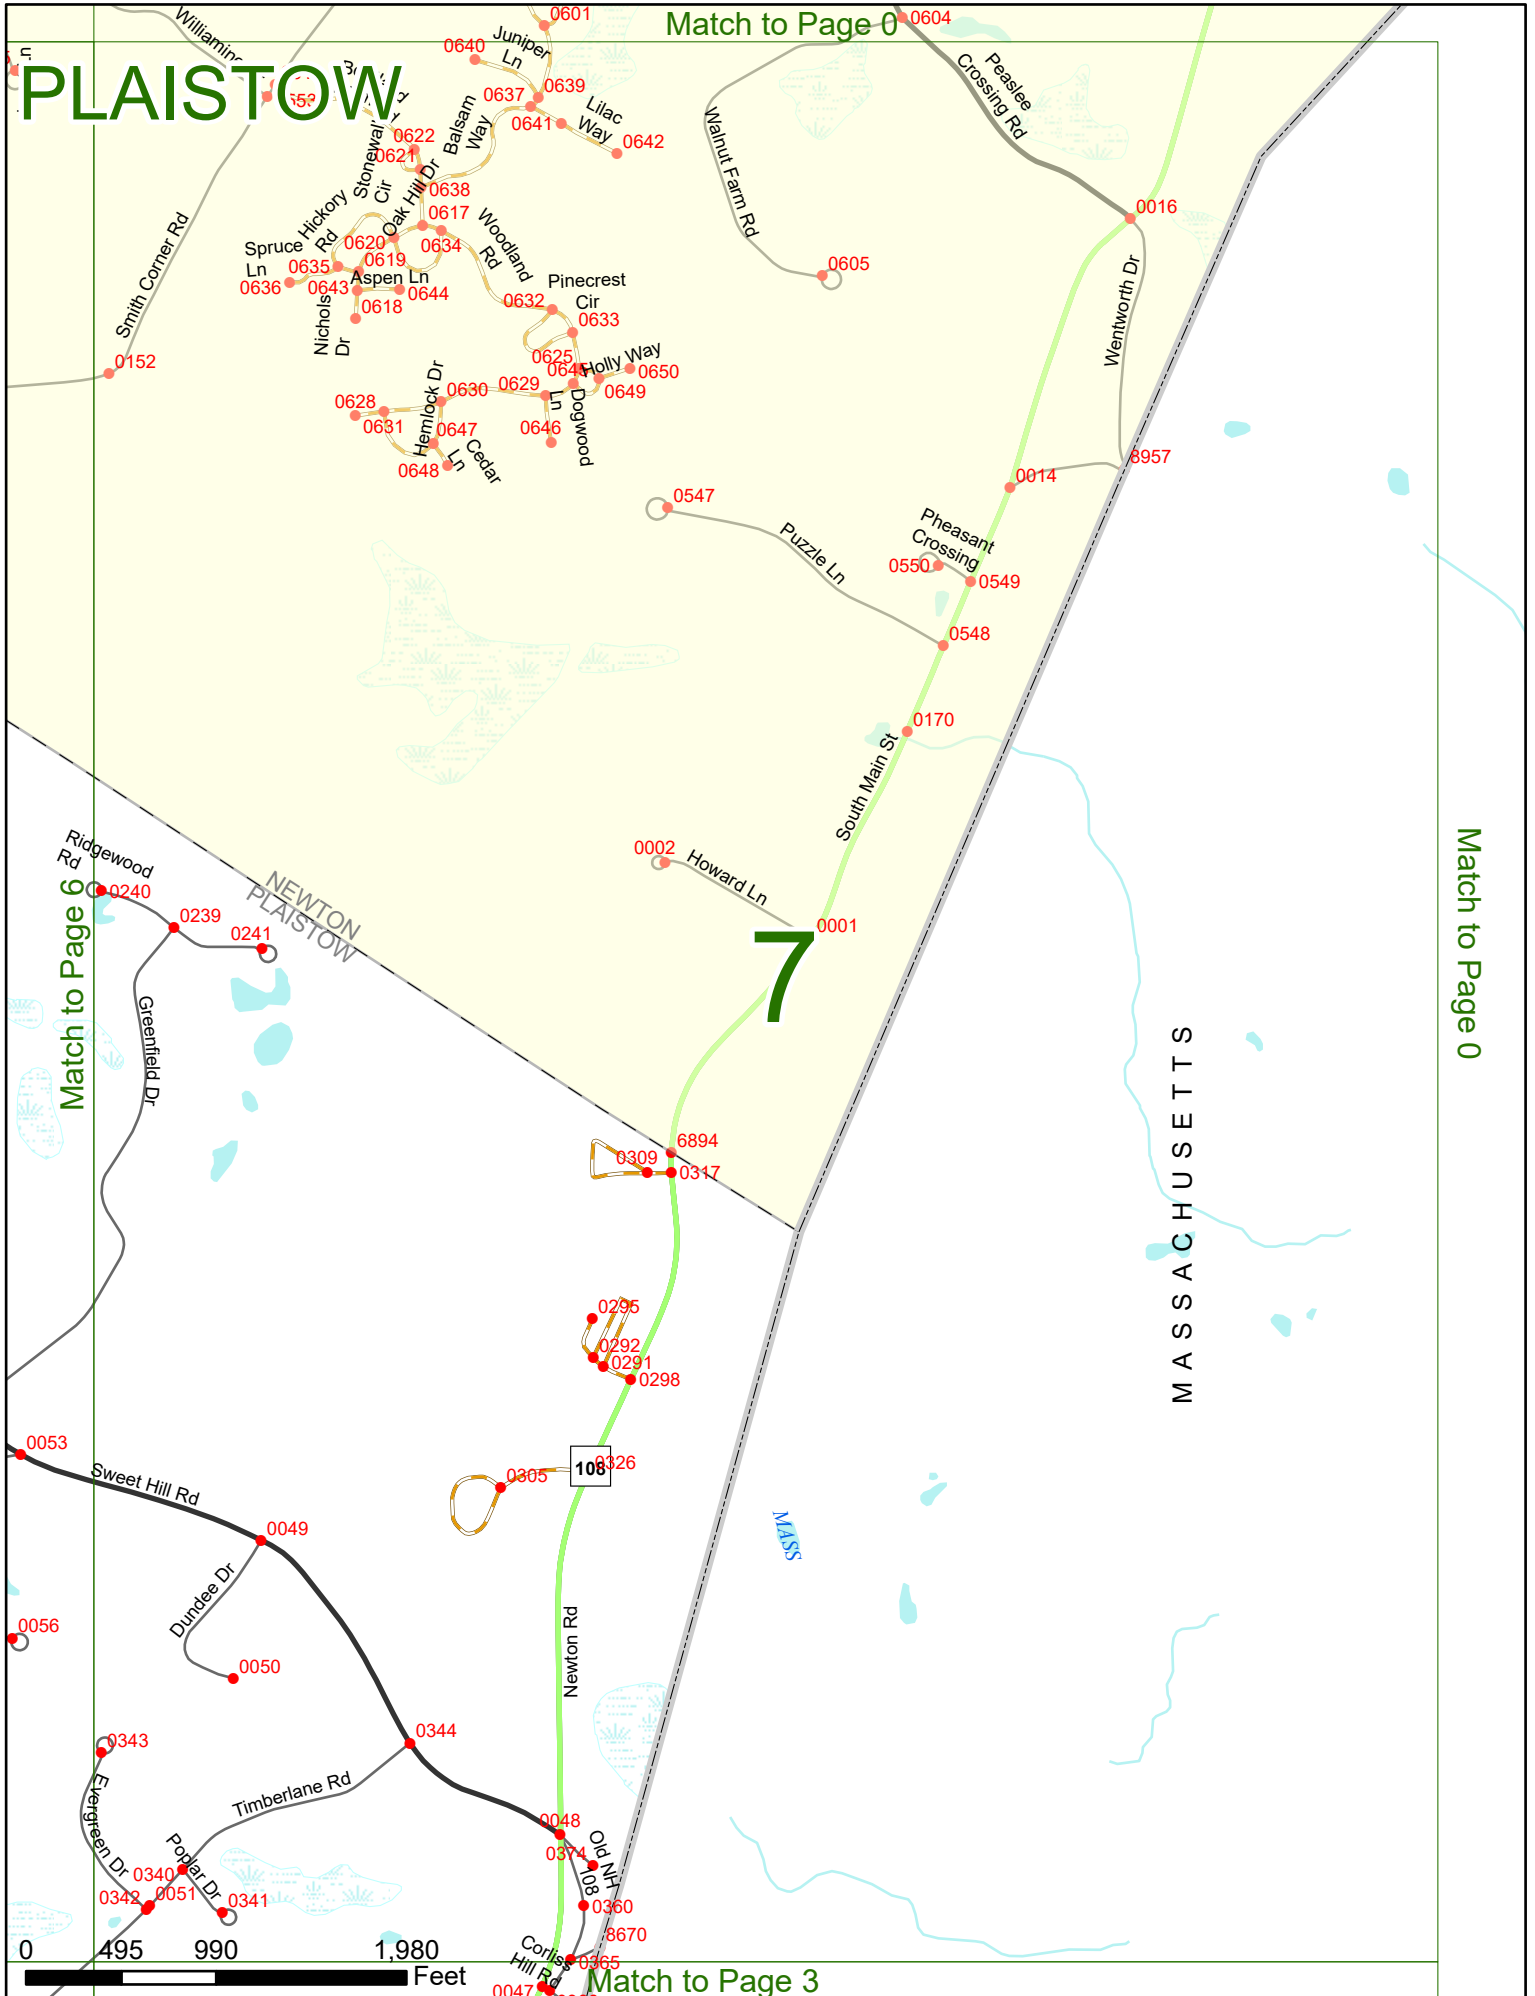 Match to Page 0
PLAISTOW
0601
0604
Juniper
Ln
0640
0639
0637
0641
Lilac
Way
0642
Balsam
Way
Peaslee
Crossing Rd
Walnut Farm Rd
0622
0621
Stonewall
Cir
Oak Hill Dr
0638
0617
0634
Woodland
Rd
0016
Hickory
Rd
Spruce
Ln
0620
0619
0635
0636
0643
Aspen Ln
0644
0618
Nichols
Dr
Smith Corner Rd
0152
0605
Pinecrest
Cir
0632
0633
Wentworth Dr
0625
Holly Way
0650
0649
0629
0630
Hemlock Dr
Ln
Dogwood
0628
0631
0647
0646
0648
Cedar
Ln
8957
0014
0547
Puzzle Ln
Pheasant
Crossing
0550
0549
0548
0170
South Main St
0002
Howard Ln
0001
7
Ridgewood
Rd
0240
0239
0241
NEWTON
PLAISTOW
Match to Page 6
Match to Page 0
Greenfield Dr
MASSACHUSETTS
6894
0309
0317
0295
0292
0291
0298
0053
Sweet Hill Rd
0305
108
0326
0049
MASS
Dundee Dr
0056
0050
Newton Rd
0343
0344
Evergreen Dr
Timberlane Rd
0048
0374
Old NH
108
Poplar Dr
0340
0342
0051
0341
0360
8670
Corliss
Hill Rd
0365
0047
0
495
990
1,980
Feet
Match to Page 3